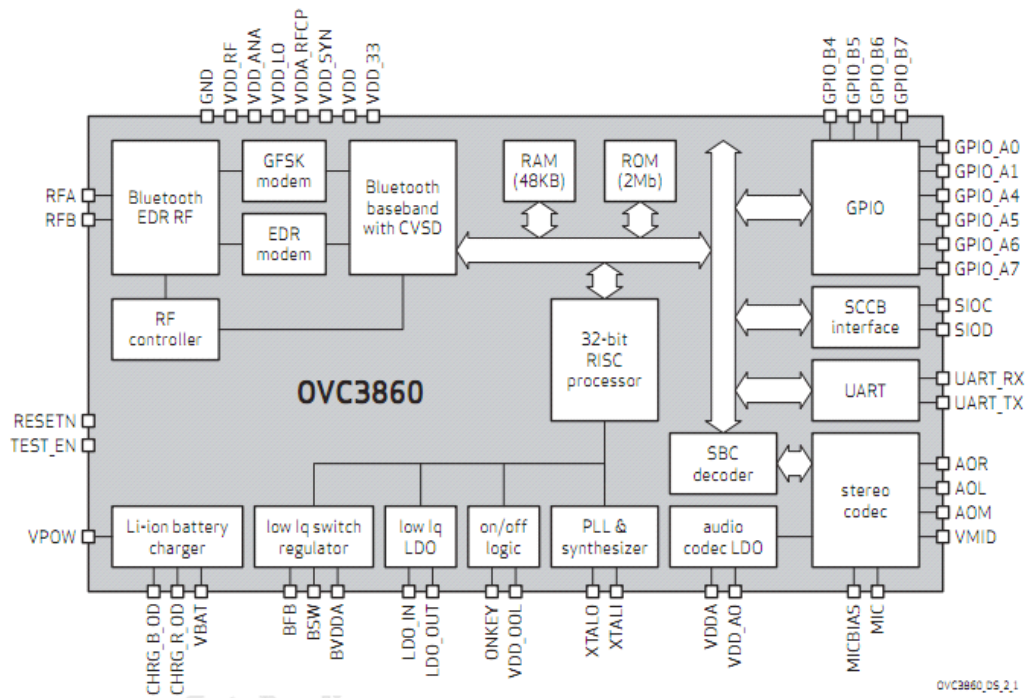 GND
VDD_RF
VDD_ANA
VDD_LO
VDDA_RFCP
VDD_SYN
VDD
VDD_33
GPIO_B4
GPIO_B5
GPIO_B6
GPIO_B7
RFA
RFB
Bluetooth
EDR RF
GFSK
modem
EDR
modem
Bluetooth
baseband
with CVSD
RAM
(48KB)
ROM
(2Mb)
GPIO
GPIO_A0
GPIO_A1
GPIO_A4
GPIO_A5
GPIO_A6
GPIO_A7
RF
controller
32-bit
RISC
processor
SCCB
interface
SIOC
SIOD
OVC3860
UART
UART_RX
UART_TX
RESETN
TEST_EN
SBC
decoder
stereo
codec
AOR
AOL
AOM
VMID
VPOW
Li-ion battery
charger
low Iq switch
regulator
low Iq
LDO
on/off
logic
PLL &
synthesizer
audio
codec LDO
CHRG_B_OD
CHRG_R_OD
VBAT
BFB
BSW
BVDDA
LDO_IN
LDO_OUT
ONKEY
VDD_OOL
XTALO
XTALI
VDDA
VDD_AO
MICBIAS
MIC
OVC3860_DS_2_1